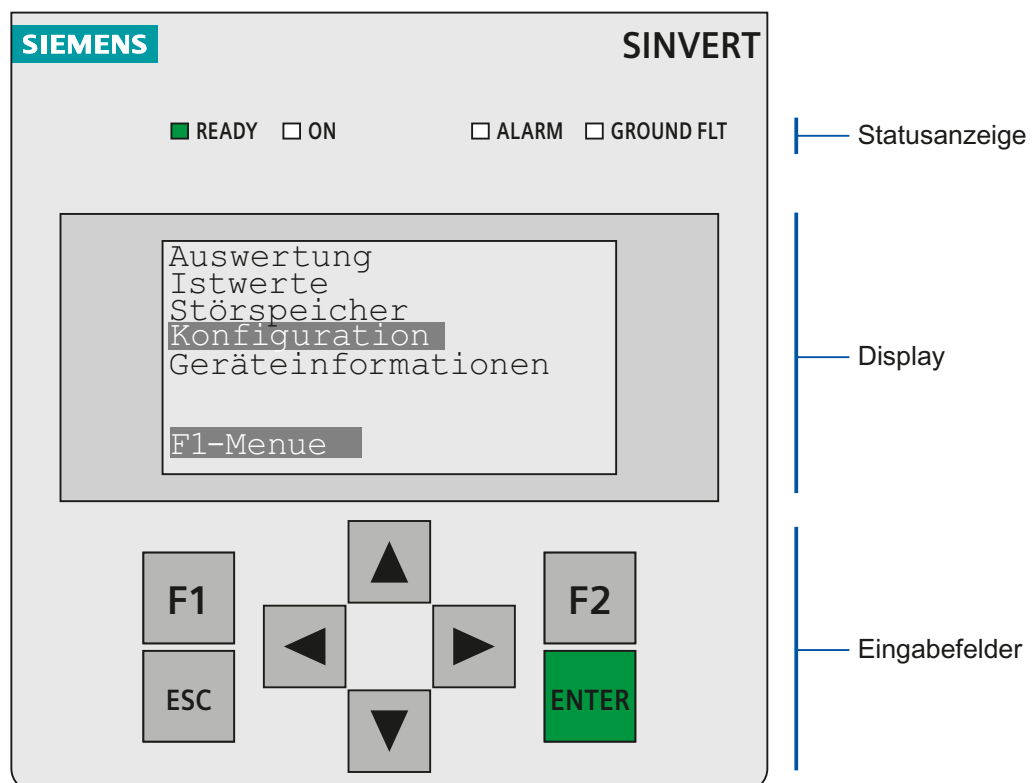 SIEMENS
SINVERT
READY ON ALARM GROUND FLT
Statusanzeige
Auswertung
Istwerte
Störspeicher
Konfiguration
Geräteinformationen
F1-Menue
Display
F1
F2
ESC
ENTER
Eingabefelder